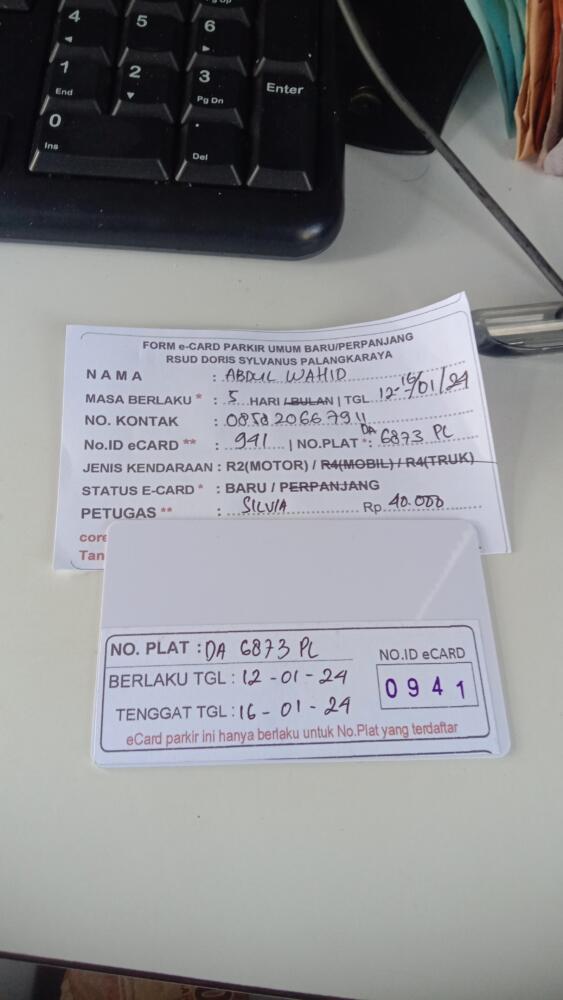 4
5
6
1
End
2
3
Pg Dn
Enter
0
Ins
.
Del
FORM e-CARD PARKIR UMUM BARU/PERPANJANG
RSUD DORIS SYLVANUS PALANGKARAYA
NAMA : ABDUL WAHID
MASA BERLAKU * : 5 HARI / BULAN | TGL 12-16/01/24
NO. KONTAK : 0858 2066 7911
No.ID eCARD ** : 941 | NO.PLAT *: DA 6873 PL
JENIS KENDARAAN : R2(MOTOR) / R4(MOBIL) / R4(TRUK)
STATUS E-CARD * : BARU / PERPANJANG
PETUGAS ** : SILVIA Rp 40.000
NO. PLAT : DA 6873 PL
NO.ID eCARD
BERLAKU TGL : 12 - 01 - 24
0941
TENGGAT TGL : 16 - 01 - 24
eCard parkir ini hanya berlaku untuk No.Plat yang terdaftar